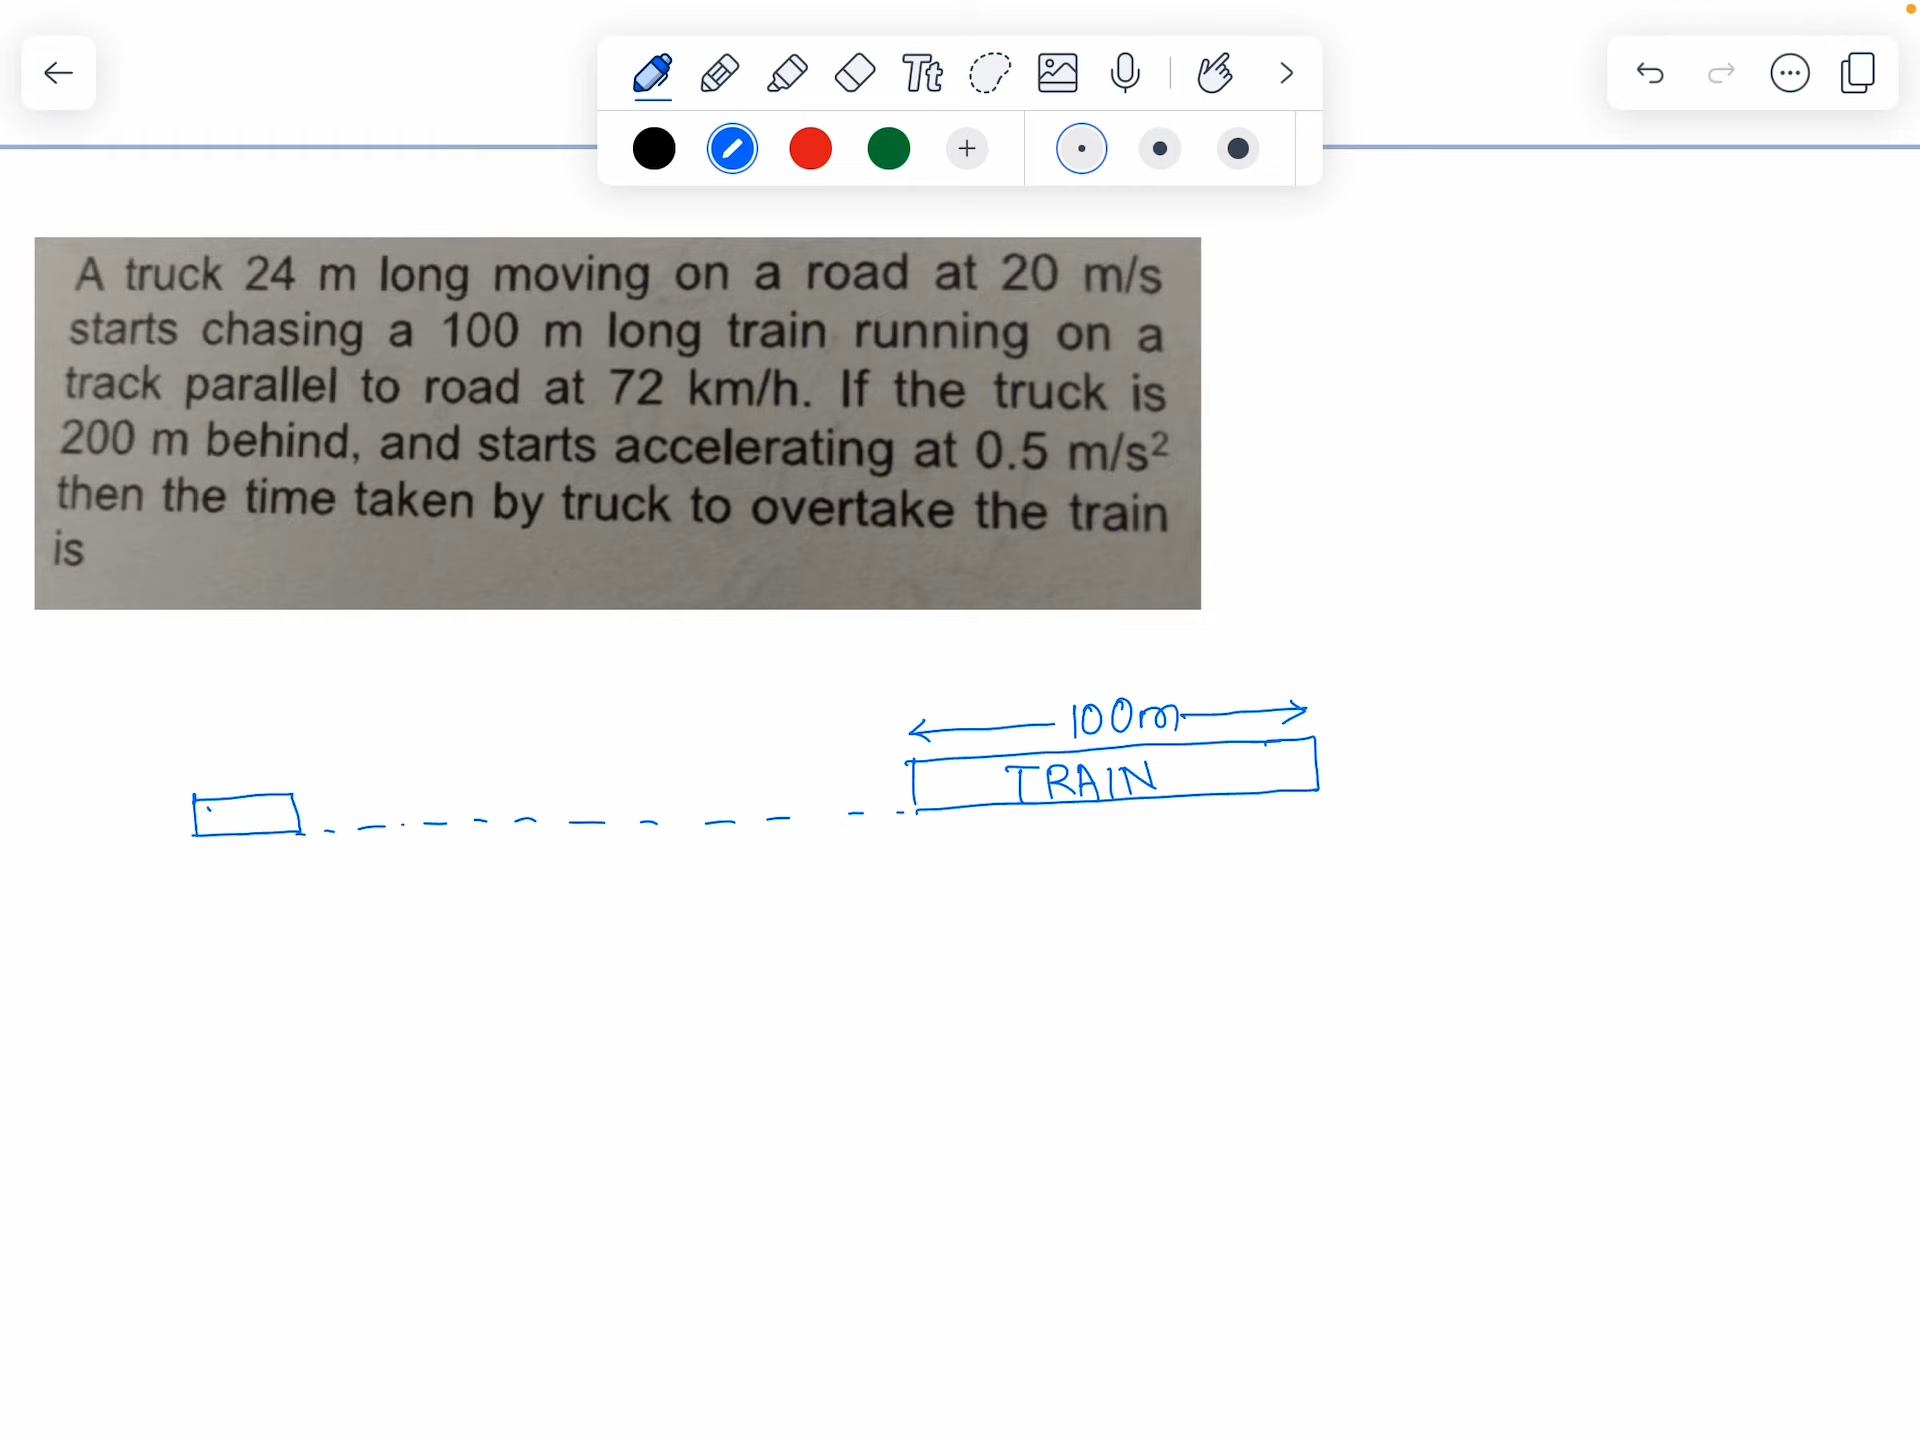 Tt
A truck 24 m long moving on a road at 20 m/s
starts chasing a 100 m long train running on a
track parallel to road at 72 km/h. If the truck is
200 m behind, and starts accelerating at 0.5 m/s²
then the time taken by truck to overtake the train
is
100m
TRAIN